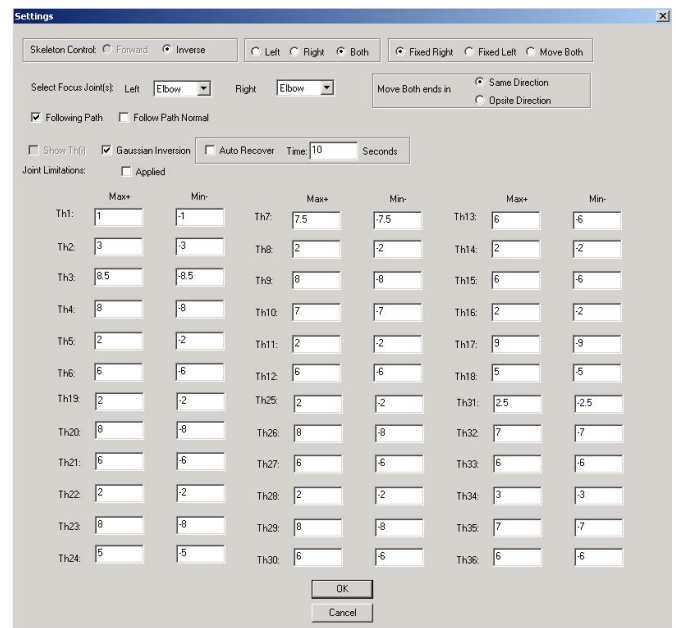 Settings
Skeleton Control: Forward Inverse Left Right Both Fixed Right Fixed Left Move Both
Select Focus Joint(s): Left Elbow Right Elbow Move Both ends in Same Direction
Opsite Direction
Following Path Follow Path Normal
Show Th(i) Gaussian Inversion Auto Recover Time: 10 Seconds
Joint Limitations: Applied
Max+ Min- Max+ Min- Max+ Min-
Th1: 1 -1 Th7: 7.5 -7.5 Th13: 6 -6
Th2: 3 -3 Th8: 2 -2 Th14: 2 -2
Th3: 8.5 -8.5 Th9: 8 -8 Th15: 6 -6
Th4: 8 -8 Th10: 7 -7 Th16: 2 -2
Th5: 2 -2 Th11: 2 -2 Th17: 9 -9
Th6: 6 -6 Th12: 6 -6 Th18: 5 -5
Th19: 2 -2 Th25: 2 -2 Th31: 2.5 -2.5
Th20: 8 -8 Th26: 8 -8 Th32: 7 -7
Th21: 6 -6 Th27: 6 -6 Th33: 6 -6
Th22: 2 -2 Th28: 2 -2 Th34: 3 -3
Th23: 8 -8 Th29: 8 -8 Th35: 7 -7
Th24: 5 -5 Th30: 6 -6 Th36: 6 -6
OK
Cancel